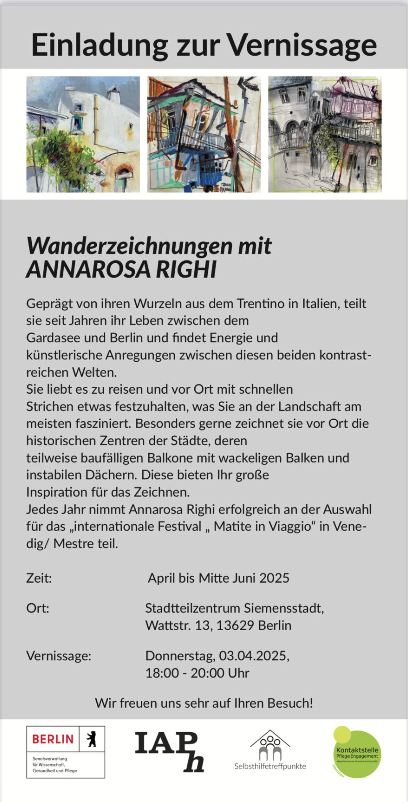 Einladung zur Vernissage
Wanderzeichnungen mit
ANNAROSA RIGHI
Geprägt von ihren Wurzeln aus dem Trentino in Italien, teilt
sie seit Jahren ihr Leben zwischen dem
Gardasee und Berlin und findet Energie und
künstlerische Anregungen zwischen diesen beiden kontrast-
reichen Welten.
Sie liebt es zu reisen und vor Ort mit schnellen
Strichen etwas festzuhalten, was Sie an der Landschaft am
meisten fasziniert. Besonders gerne zeichnet sie vor Ort die
historischen Zentren der Städte, deren
teilweise baufälligen Balkone mit wackeligen Balken und
instabilen Dächern. Diese bieten Ihr große
Inspiration für das Zeichnen.
Jedes Jahr nimmt Annarosa Righi erfolgreich an der Auswahl
für das „internationale Festival „ Matite in Viaggio“ in Vene-
dig/ Mestre teil.
Zeit: April bis Mitte Juni 2025
Ort: Stadtteilzentrum Siemensstadt,
Wattstr. 13, 13629 Berlin
Vernissage: Donnerstag, 03.04.2025,
18:00 - 20:00 Uhr
Wir freuen uns sehr auf Ihren Besuch!
BERLIN
Senatsverwaltung
für Wissenschaft,
Gesundheit und Pflege
IAPh
Selbsthilfetreffpunkte
Kontaktstelle
PflegeEngagement